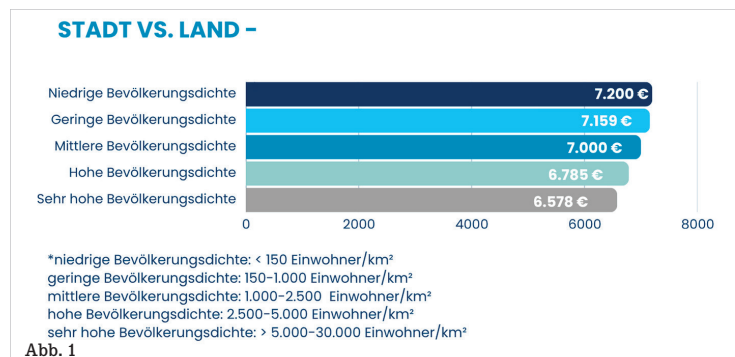 STADT VS. LAND –
Niedrige Bevölkerungsdichte 7.200 €
Geringe Bevölkerungsdichte 7.159 €
Mittlere Bevölkerungsdichte 7.000 €
Hohe Bevölkerungsdichte 6.785 €
Sehr hohe Bevölkerungsdichte 6.578 €
0 2000 4000 6000 8000
*niedrige Bevölkerungsdichte: < 150 Einwohner/km²
geringe Bevölkerungsdichte: 150-1.000 Einwohner/km²
mittlere Bevölkerungsdichte: 1.000-2.500 Einwohner/km²
hohe Bevölkerungsdichte: 2.500-5.000 Einwohner/km²
sehr hohe Bevölkerungsdichte: > 5.000-30.000 Einwohner/km²
Abb. 1